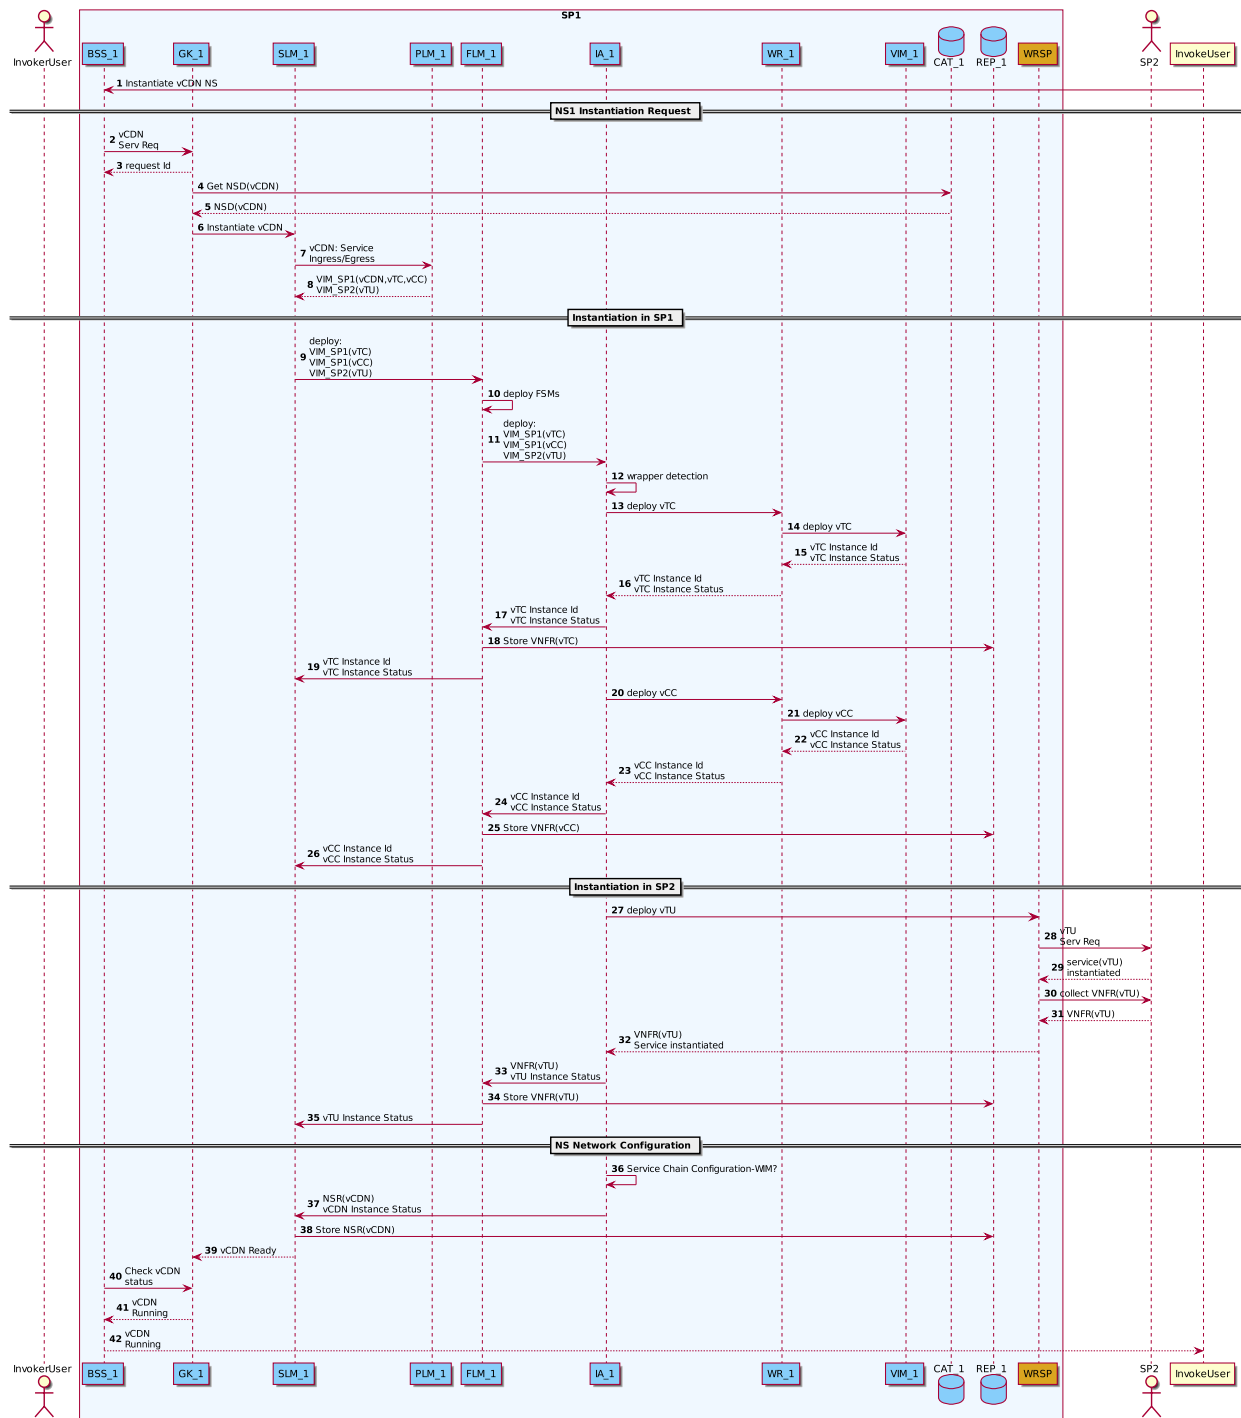 SP1
InvokerUser
BSS_1
GK_1
SLM_1
PLM_1
FLM_1
IA_1
WR_1
VIM_1
CAT_1
REP_1
WRSP
SP2
InvokeUser
1 Instantiate vCDN NS
NS1 Instantiation Request
2 vCDN
Serv Req
3 request Id
4 Get NSD(vCDN)
5 NSD(vCDN)
6 Instantiate vCDN
7 vCDN: Service
Ingress/Egress
8 VIM_SP1(vCDN,vTC,vCC)
VIM_SP2(vTU)
Instantiation in SP1
9 deploy:
VIM_SP1(vTC)
VIM_SP1(vCC)
VIM_SP2(vTU)
10 deploy FSMs
11 deploy:
VIM_SP1(vTC)
VIM_SP1(vCC)
VIM_SP2(vTU)
12 wrapper detection
13 deploy vTC
14 deploy vTC
15 vTC Instance Id
vTC Instance Status
16 vTC Instance Id
vTC Instance Status
17 vTC Instance Id
vTC Instance Status
18 Store VNFR(vTC)
19 vTC Instance Id
vTC Instance Status
20 deploy vCC
21 deploy vCC
22 vCC Instance Id
vCC Instance Status
23 vCC Instance Id
vCC Instance Status
24 vCC Instance Id
vCC Instance Status
25 Store VNFR(vCC)
26 vCC Instance Id
vCC Instance Status
Instantiation in SP2
27 deploy vTU
28 vTU
Serv Req
29 service(vTU)
instantiated
30 collect VNFR(vTU)
31 VNFR(vTU)
32 VNFR(vTU)
Service instantiated
33 VNFR(vTU)
vTU Instance Status
34 Store VNFR(vTU)
35 vTU Instance Status
NS Network Configuration
36 Service Chain Configuration-WIM?
37 NSR(vCDN)
vCDN Instance Status
38 Store NSR(vCDN)
39 vCDN Ready
40 Check vCDN
status
41 vCDN
Running
42 vCDN
Running
InvokerUser
BSS_1
GK_1
SLM_1
PLM_1
FLM_1
IA_1
WR_1
VIM_1
CAT_1
REP_1
WRSP
SP2
InvokeUser